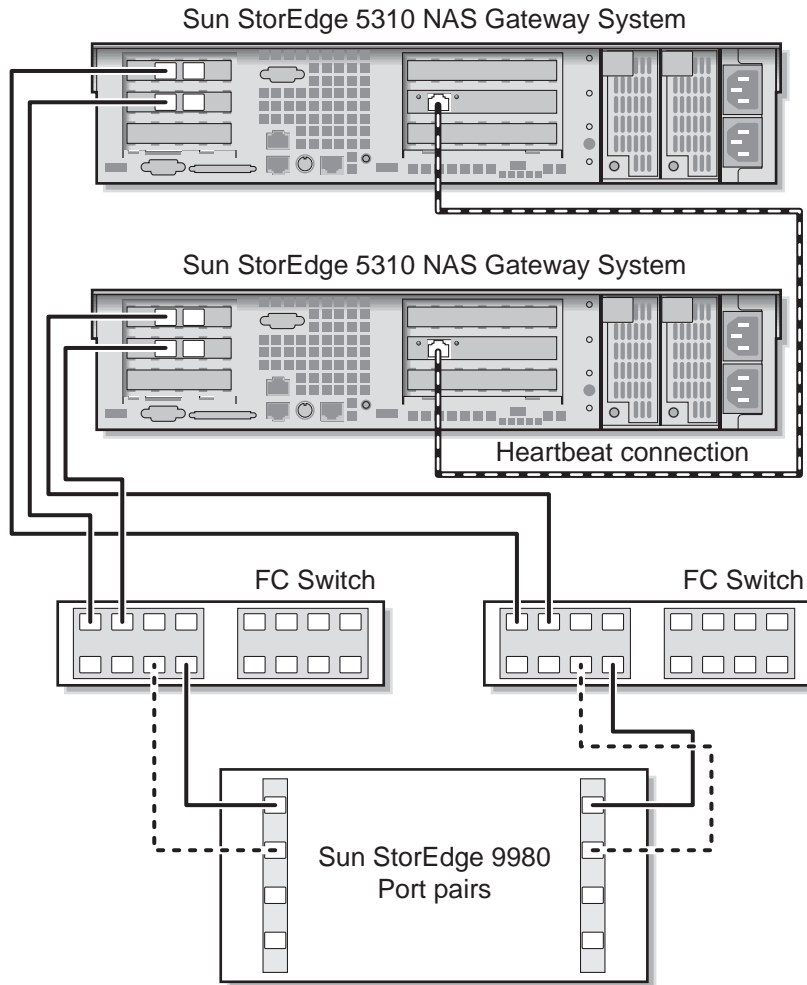 Sun StorEdge 5310 NAS Gateway System
Sun StorEdge 5310 NAS Gateway System
Heartbeat connection
FC Switch
FC Switch
Sun StorEdge 9980
Port pairs